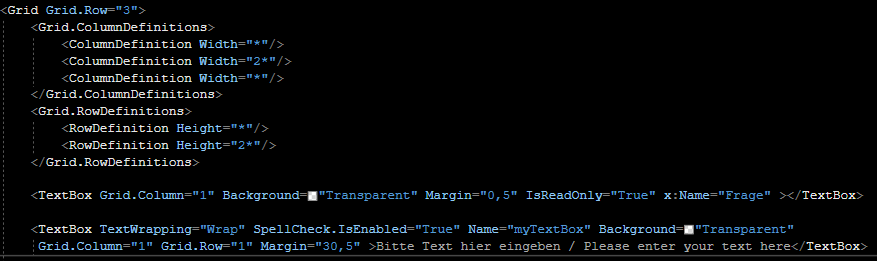 <Grid Grid.Row="3">
<Grid.ColumnDefinitions>
<ColumnDefinition Width="*"/>
<ColumnDefinition Width="2*"/>
<ColumnDefinition Width="*"/>
</Grid.ColumnDefinitions>
<Grid.RowDefinitions>
<RowDefinition Height="*"/>
<RowDefinition Height="2*"/>
</Grid.RowDefinitions>
<TextBox Grid.Column="1" Background="Transparent" Margin="0,5" IsReadOnly="True" x:Name="Frage" ></TextBox>
<TextBox TextWrapping="Wrap" SpellCheck.IsEnabled="True" Name="myTextBox" Background="Transparent"
Grid.Column="1" Grid.Row="1" Margin="30,5" >Bitte Text hier eingeben / Please enter your text here</TextBox>